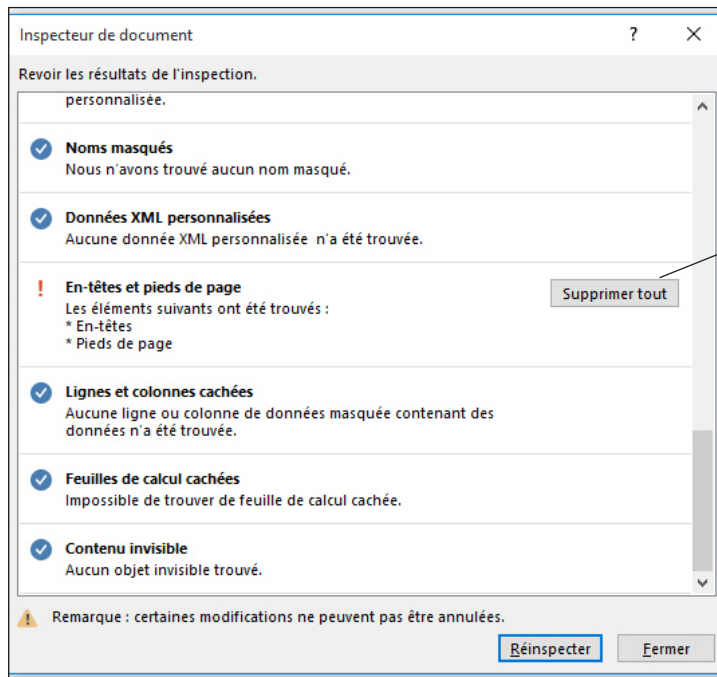 Inspecteur de document
?
Revoir les résultats de l'inspection.
personnalisée.
Noms masqués
Nous n'avons trouvé aucun nom masqué.
Données XML personnalisées
Aucune donnée XML personnalisée n'a été trouvée.
!
En-têtes et pieds de page
Supprimer tout
Les éléments suivants ont été trouvés :
* En-têtes
* Pieds de page
Lignes et colonnes cachées
Aucune ligne ou colonne de données masquée contenant des
données n'a été trouvée.
Feuilles de calcul cachées
Impossible de trouver de feuille de calcul cachée.
Contenu invisible
Aucun objet invisible trouvé.
Remarque : certaines modifications ne peuvent pas être annulées.
Réinspecter
Fermer